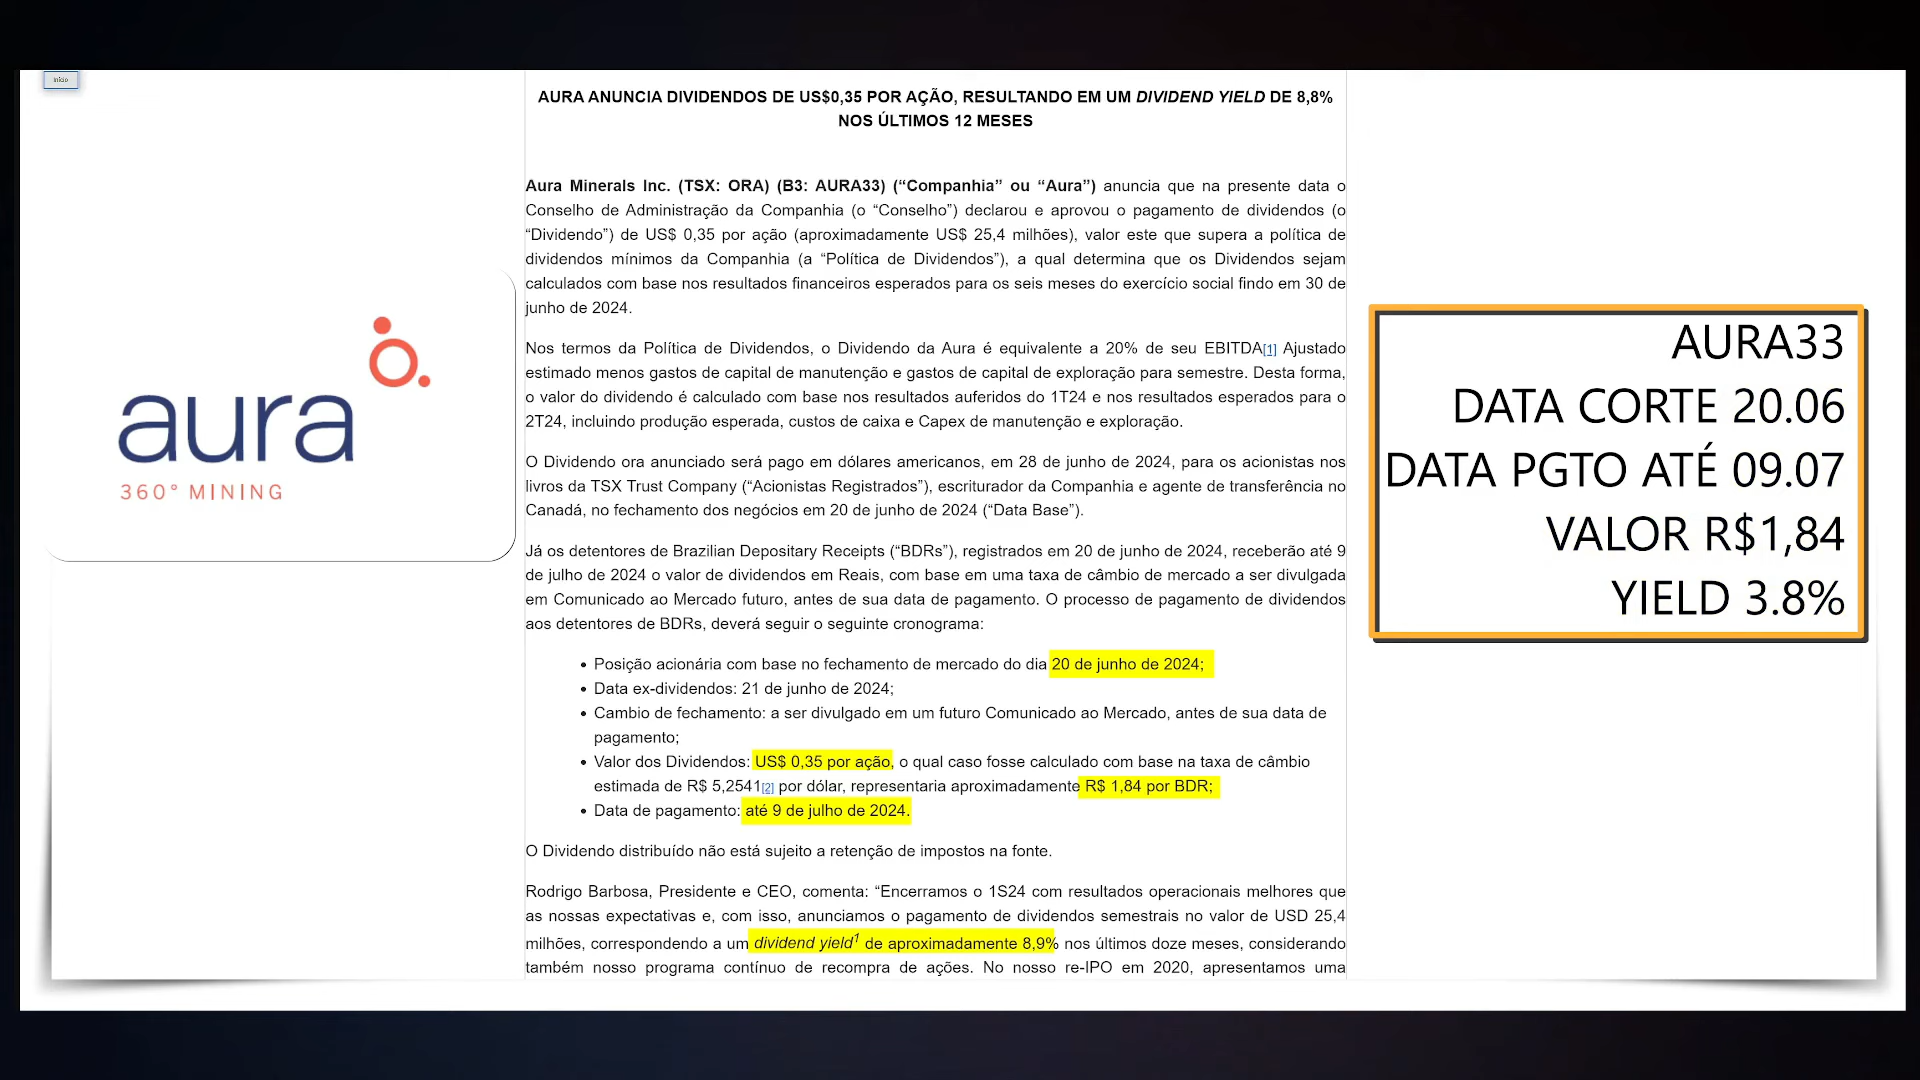 Início
AURA ANUNCIA DIVIDENDOS DE US$0,35 POR AÇÃO, RESULTANDO EM UM DIVIDEND YIELD DE 8,8%
NOS ÚLTIMOS 12 MESES
Aura Minerals Inc. (TSX: ORA) (B3: AURA33) (“Companhia” ou “Aura”) anuncia que na presente data o
Conselho de Administração da Companhia (o “Conselho”) declarou e aprovou o pagamento de dividendos (o
“Dividendo”) de US$ 0,35 por ação (aproximadamente US$ 25,4 milhões), valor este que supera a política de
dividendos mínimos da Companhia (a “Política de Dividendos”), a qual determina que os Dividendos sejam
calculados com base nos resultados financeiros esperados para os seis meses do exercício social findo em 30 de
junho de 2024.
Nos termos da Política de Dividendos, o Dividendo da Aura é equivalente a 20% de seu EBITDA[1] Ajustado
estimado menos gastos de capital de manutenção e gastos de capital de exploração para semestre. Desta forma,
o valor do dividendo é calculado com base nos resultados auferidos do 1T24 e nos resultados esperados para o
2T24, incluindo produção esperada, custos de caixa e Capex de manutenção e exploração.
O Dividendo ora anunciado será pago em dólares americanos, em 28 de junho de 2024, para os acionistas nos
livros da TSX Trust Company (“Acionistas Registrados”), escriturador da Companhia e agente de transferência no
Canadá, no fechamento dos negócios em 20 de junho de 2024 (“Data Base”).
Já os detentores de Brazilian Depositary Receipts (“BDRs”), registrados em 20 de junho de 2024, receberão até 9
de julho de 2024 o valor de dividendos em Reais, com base em uma taxa de câmbio de mercado a ser divulgada
em Comunicado ao Mercado futuro, antes de sua data de pagamento. O processo de pagamento de dividendos
aos detentores de BDRs, deverá seguir o seguinte cronograma:
• Posição acionária com base no fechamento de mercado do dia 20 de junho de 2024;
• Data ex-dividendos: 21 de junho de 2024;
• Cambio de fechamento: a ser divulgado em um futuro Comunicado ao Mercado, antes de sua data de
pagamento;
• Valor dos Dividendos: US$ 0,35 por ação, o qual caso fosse calculado com base na taxa de câmbio
estimada de R$ 5,2541[2] por dólar, representaria aproximadamente R$ 1,84 por BDR;
• Data de pagamento: até 9 de julho de 2024.
O Dividendo distribuído não está sujeito a retenção de impostos na fonte.
Rodrigo Barbosa, Presidente e CEO, comenta: “Encerramos o 1S24 com resultados operacionais melhores que
as nossas expectativas e, com isso, anunciamos o pagamento de dividendos semestrais no valor de USD 25,4
milhões, correspondendo a um dividend yield¹ de aproximadamente 8,9% nos últimos doze meses, considerando
também nosso programa contínuo de recompra de ações. No nosso re-IPO em 2020, apresentamos uma
aura
360° MINING
AURA33
DATA CORTE 20.06
DATA PGTO ATÉ 09.07
VALOR R$1,84
YIELD 3.8%